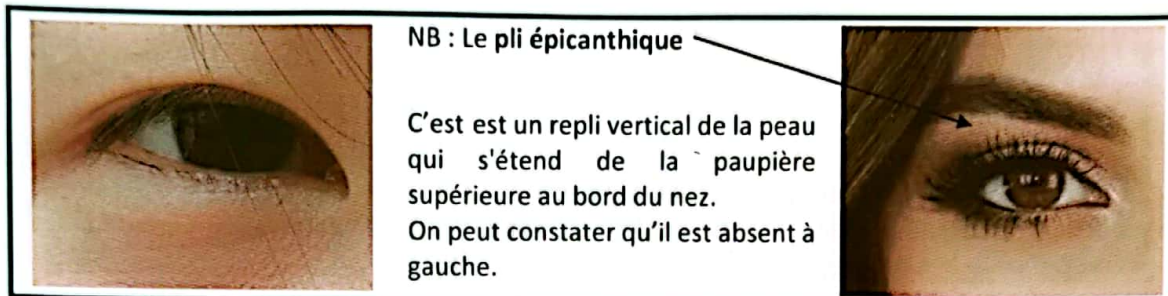 NB : Le pli épicanthique
C'est est un repli vertical de la peau
qui s'étend de la paupière
supérieure au bord du nez.
On peut constater qu'il est absent à
gauche.